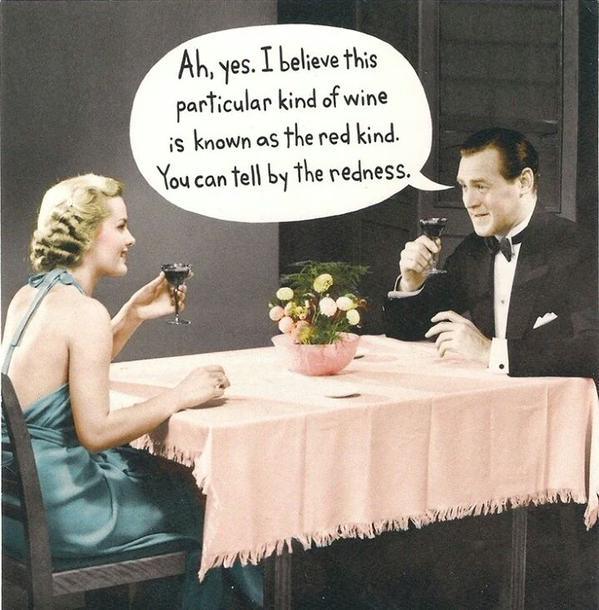 Ah, yes. I believe this
particular kind of wine
is known as the red kind.
You can tell by the redness.